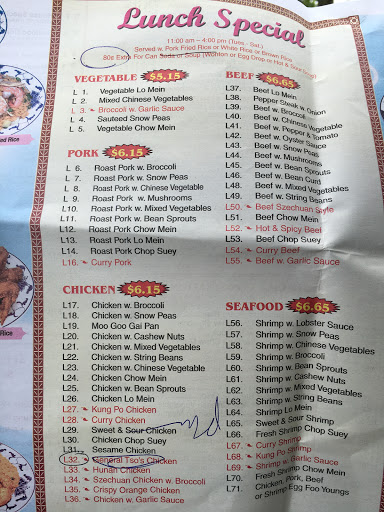 Lunch Special
11:00 am – 4:00 pm (Tues - Sat.)
Served w. Pork Fried Rice or White Rice or Brown Rice
80¢ Extra For Can Soda or Soup (Wonton or Egg Drop or Hot & Sour Soup)
VEGETABLE $5.15
L 1. Vegetable Lo Mein
L 2. Mixed Chinese Vegetables
L 3. Broccoli w. Garlic Sauce
L 4. Sauteed Snow Peas
L 5. Vegetable Chow Mein
PORK $6.15
L 6. Roast Pork w. Broccoli
L 7. Roast Pork w. Snow Peas
L 8. Roast Pork w. Chinese Vegetable
L 9. Roast Pork w. Mushrooms
L10. Roast Pork w. Mixed Vegetables
L11. Roast Pork w. Bean Sprouts
L12. Roast Pork Chow Mein
L13. Roast Pork Lo Mein
L14. Roast Pork Chop Suey
L16. Curry Pork
CHICKEN $6.15
L17. Chicken w. Broccoli
L18. Chicken w. Snow Peas
L19. Moo Goo Gai Pan
L20. Chicken w. Cashew Nuts
L21. Chicken w. Mixed Vegetables
L22. Chicken w. String Beans
L23. Chicken w. Chinese Vegetable
L24. Chicken Chow Mein
L25. Chicken w. Bean Sprouts
L26. Chicken Lo Mein
L27. Kung Po Chicken
L28. Curry Chicken
L29. Sweet & Sour Chicken
L30. Chicken Chop Suey
L31. Sesame Chicken
L32. General Tso's Chicken
L33. Hunan Chicken
L34. Szechuan Chicken w. Broccoli
L35. Crispy Orange Chicken
L36. Chicken w. Garlic Sauce
BEEF $6.65
L37. Beef Lo Mein
L38. Pepper Steak w. Onion
L39. Beef w. Broccoli
L40. Beef w. Chinese Vegetable
L41. Beef w. Pepper & Tomato
L42. Beef w. Oyster Sauce
L43. Beef w. Snow Peas
L44. Beef w. Mushrooms
L45. Beef w. Bean Sprouts
L46. Beef w. Bean Curd
L48. Beef w. Mixed Vegetables
L49. Beef w. String Beans
L50. Beef Szechuan Style
L51. Beef Chow Mein
L52. Hot & Spicy Beef
L53. Beef Chop Suey
L54. Curry Beef
L55. Beef w. Garlic Sauce
SEAFOOD $6.65
L56. Shrimp w. Lobster Sauce
L57. Shrimp w. Snow Peas
L58. Shrimp w. Chinese Vegetables
L59. Shrimp w. Broccoli
L60. Shrimp w. Bean Sprouts
L61. Shrimp w. Cashew Nuts
L62. Shrimp w. Mixed Vegetables
L63. Shrimp w. String Beans
L64. Shrimp Lo Mein
L65. Sweet & Sour Shrimp
L66. Fresh Shrimp Chop Suey
L67. Curry Shrimp
L68. Kung Po Shrimp
L69. Shrimp w. Garlic Sauce
L70. Fresh Shrimp Chow Mein
L71. Chicken, Pork, Beef
or Shrimp Egg Foo Youngs